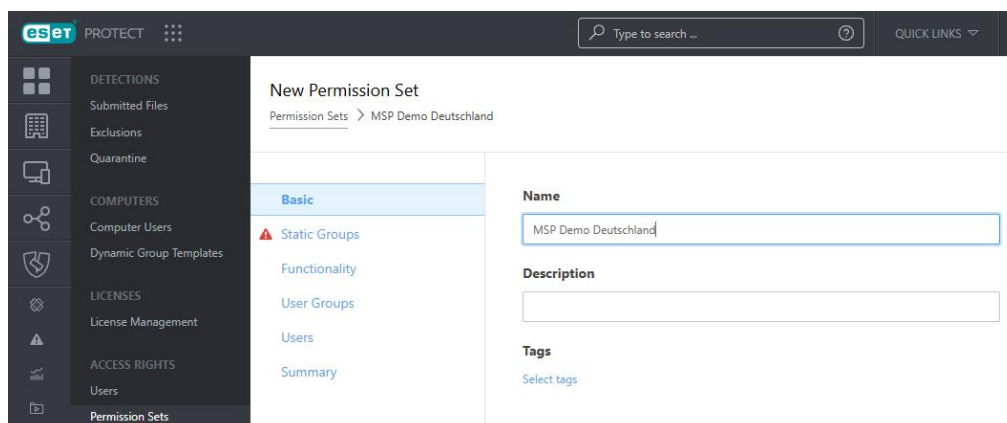 eset PROTECT
Type to search ...
QUICK LINKS
DETECTIONS
Submitted Files
Exclusions
Quarantine
COMPUTERS
Computer Users
Dynamic Group Templates
LICENSES
License Management
ACCESS RIGHTS
Users
Permission Sets
New Permission Set
Permission Sets > MSP Demo Deutschland
Basic
Static Groups
Functionality
User Groups
Users
Summary
Name
MSP Demo Deutschland
Description
Tags
Select tags